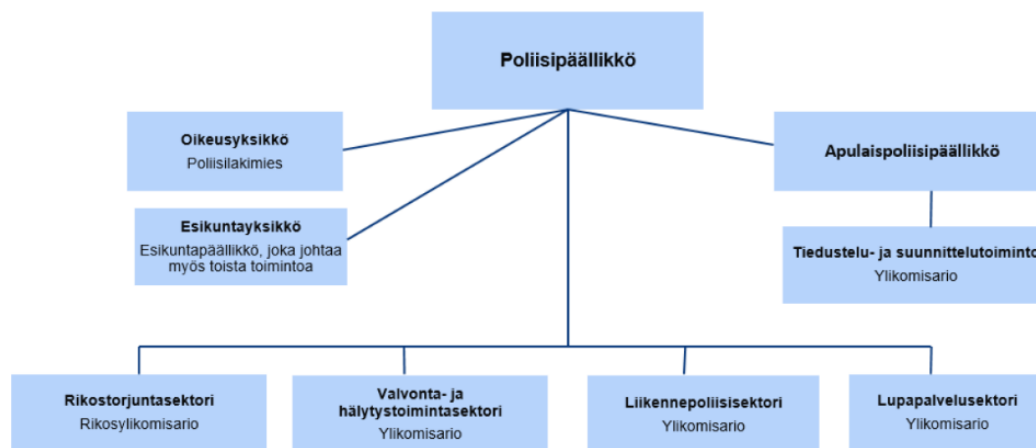 Poliisipäällikkö
Oikeusyksikkö
Poliisilakimies
Apulaispoliisipäällikkö
Esikuntayksikkö
Esikuntapäällikkö, joka johtaa
myös toista toimintoa
Tiedustelu- ja suunnittelutoiminto
Ylikomisario
Rikostorjuntasektori
Rikosylikomisario
Valvonta- ja
hälytystoimintasektori
Ylikomisario
Liikennepoliisisektori
Ylikomisario
Lupapalvelusektori
Ylikomisario